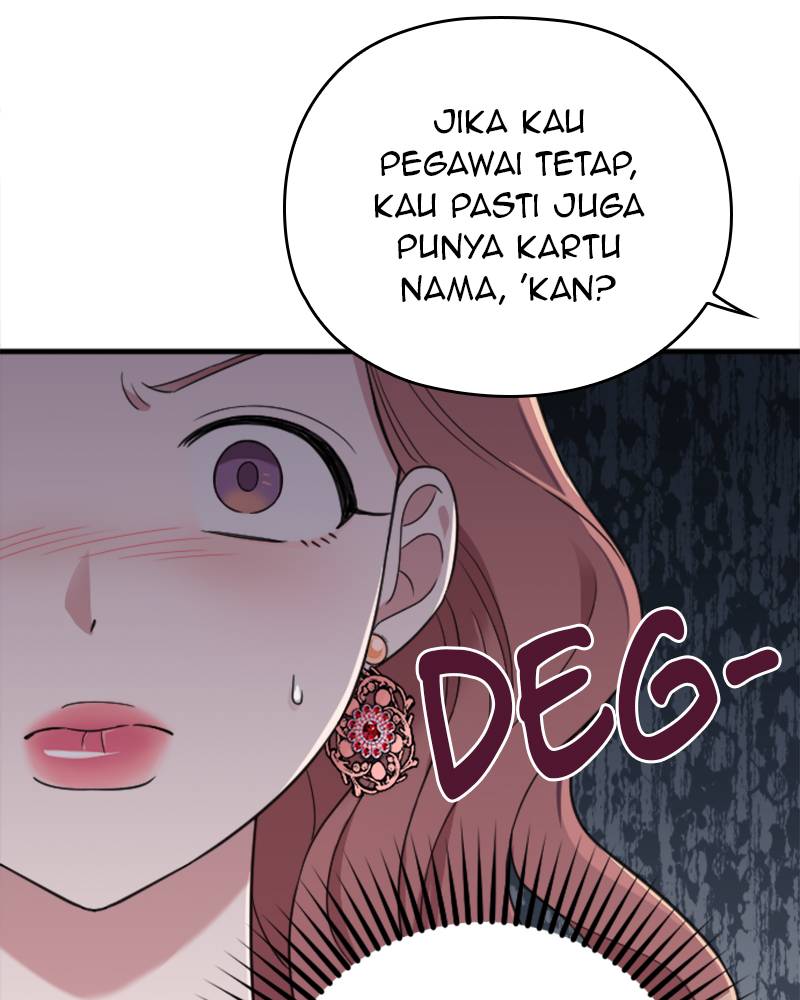 JIKA KAU
PEGAWAI TETAP,
KAU PASTI JUGA
PUNYA KARTU
NAMA, 'KAN?
DEG-